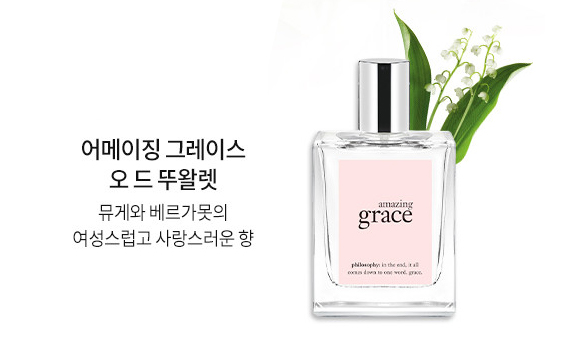 어메이징 그레이스
오 드 뚜왈렛
뮤게와 베르가못의
여성스럽고 사랑스러운 향
amazing
grace
philosophy: in the end, it all
comes down to one word, grace.